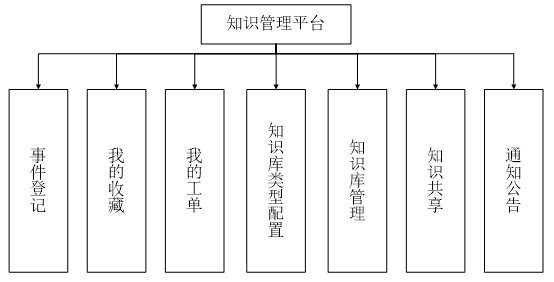 知识管理平台
事件登记
我的收藏
我的工单
知识库类型配置
知识库管理
知识共享
通知公告